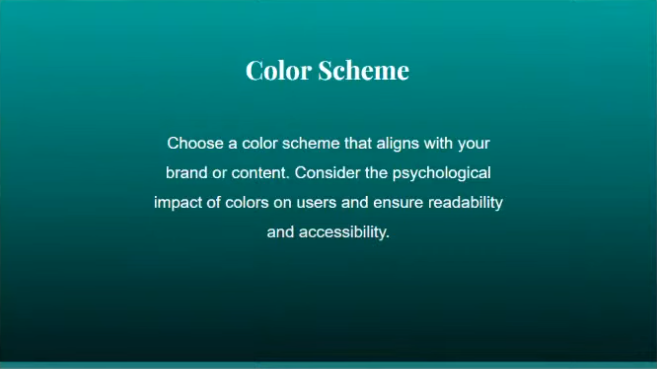 Color Scheme
Choose a color scheme that aligns with your
brand or content. Consider the psychological
impact of colors on users and ensure readability
and accessibility.